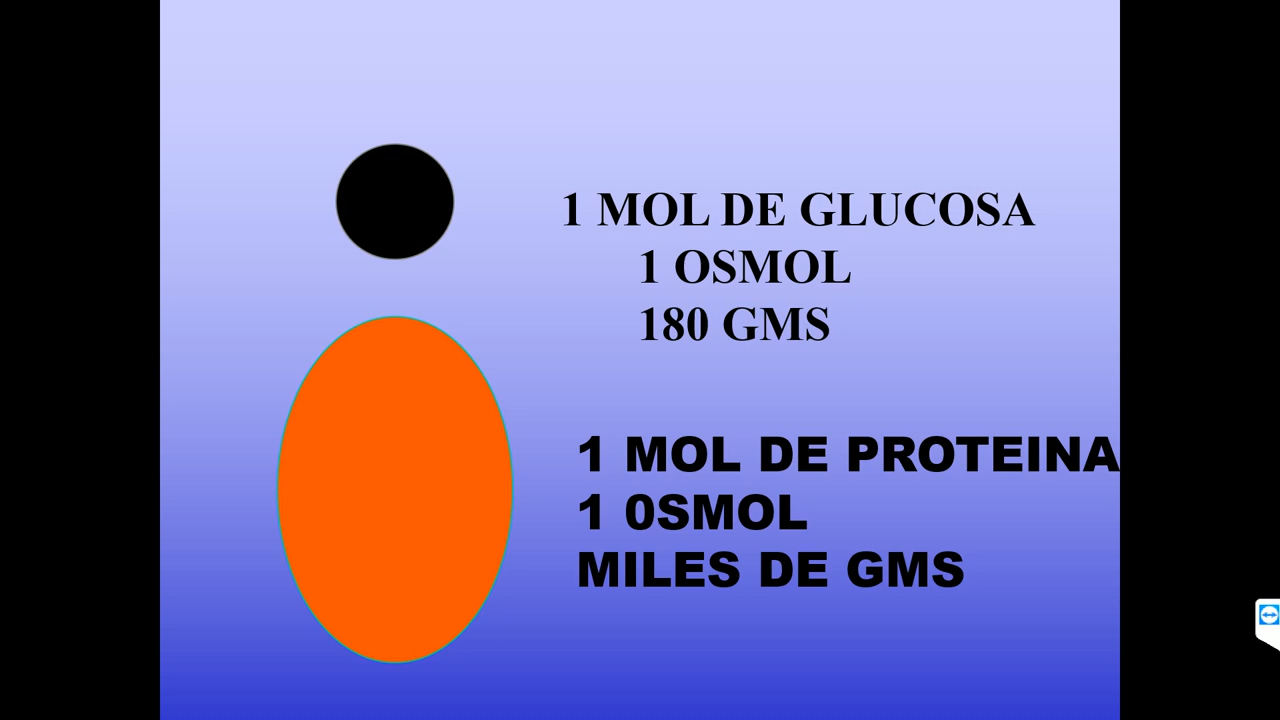 1 MOL DE GLUCOSA
1 OSMOL
180 GMS
1 MOL DE PROTEINA
1 0SMOL
MILES DE GMS